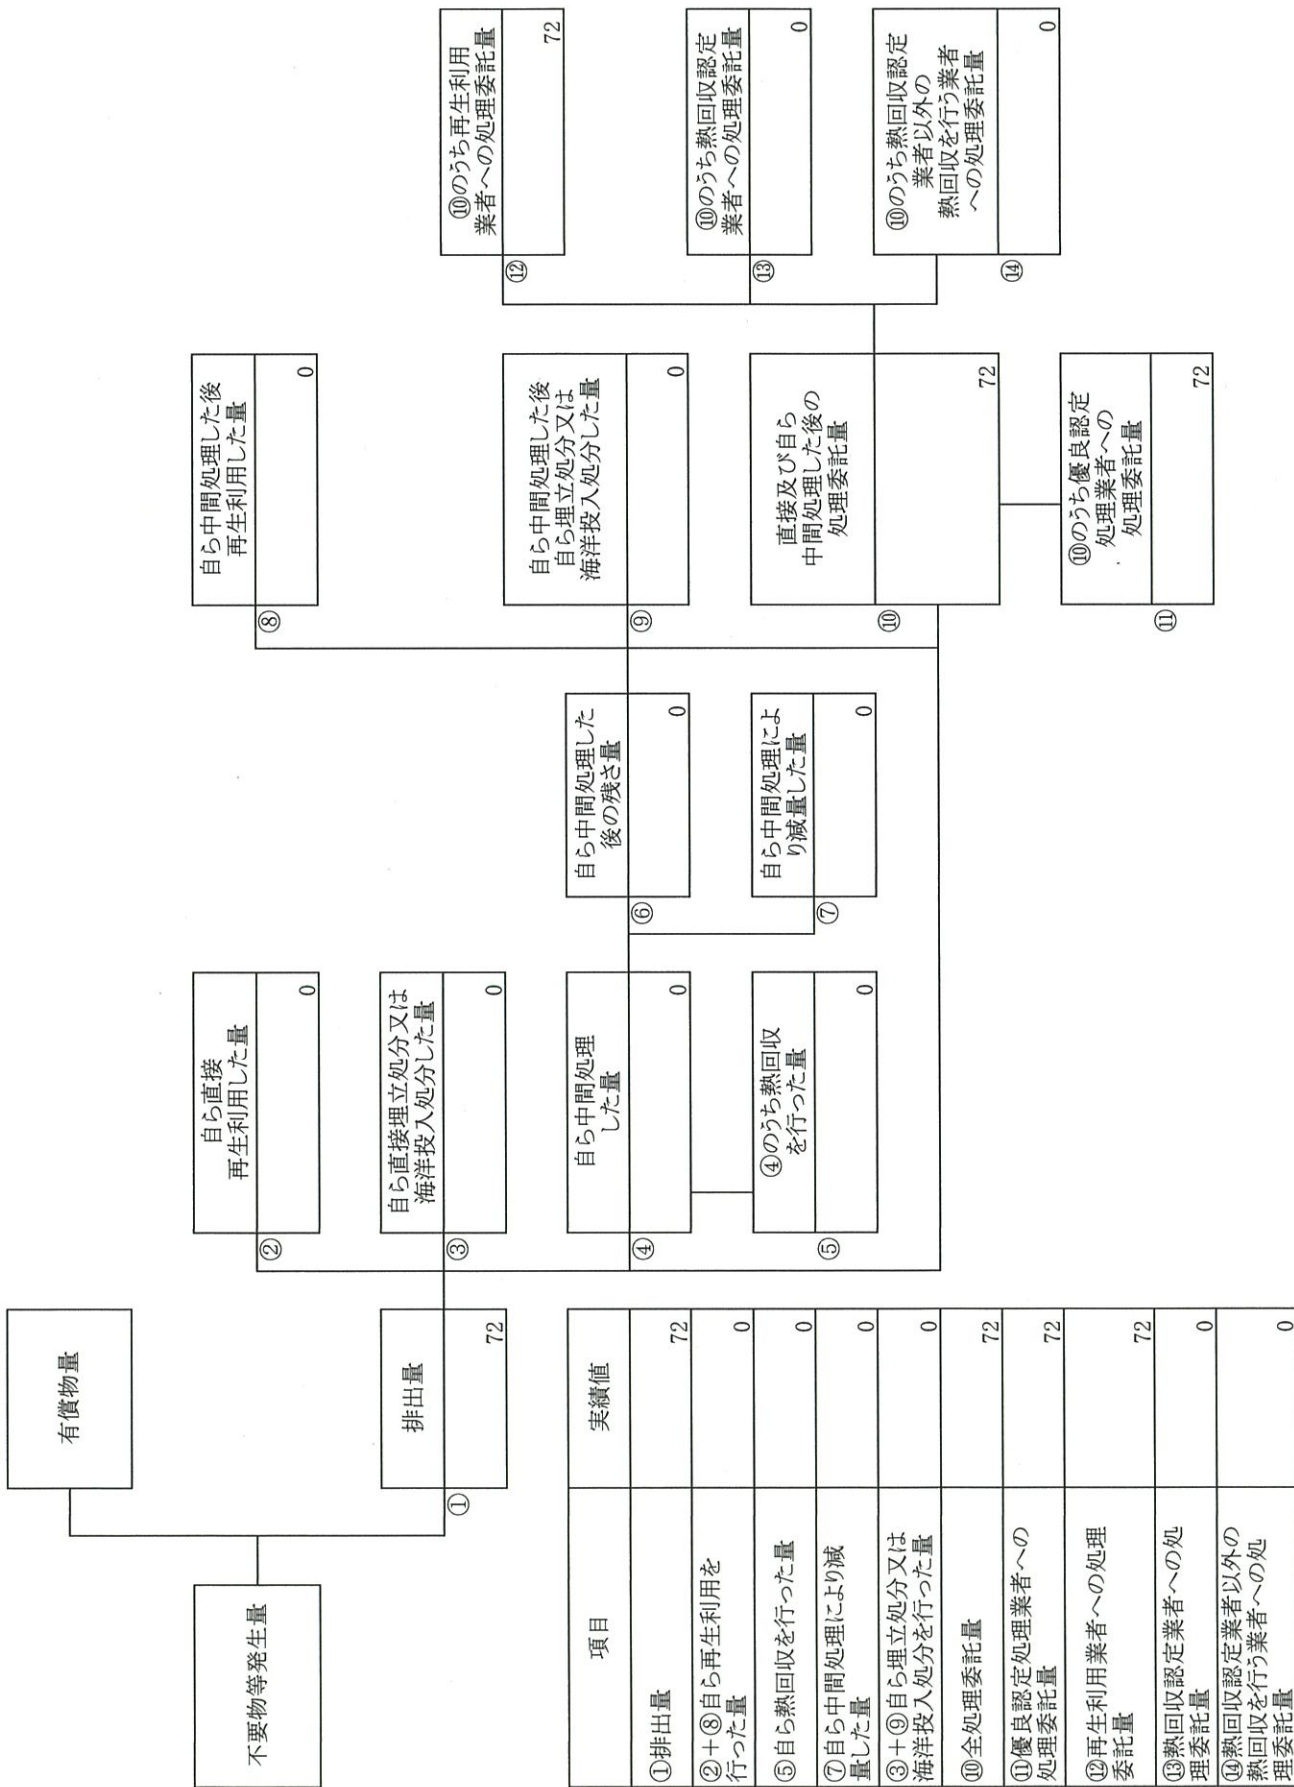 不要物等発生量
有償物量
排出量
①
72
自ら直接
再生利用した量
②
0
自ら直接埋立処分又は
海洋投入処分した量
③
0
自ら中間処理
した量
④
0
④のうち熱回収
を行った量
⑤
0
自ら中間処理した
後の残さ量
⑥
0
自ら中間処理によ
り減量した量
⑦
0
自ら中間処理した後
再生利用した量
⑧
0
自ら中間処理した後
自ら埋立処分又は
海洋投入処分した量
⑨
0
直接及び自ら
中間処理した後の
処理委託量
⑩
72
⑩のうち優良認定
処理業者への
処理委託量
⑪
72
⑩のうち再生利用
業者への処理委託量
⑫
72
⑩のうち熱回収認定
業者への処理委託量
⑬
0
⑩のうち熱回収認定
業者以外の
熱回収を行う業者
への処理委託量
⑭
0
項目 実績値
①排出量 72
②+⑧自ら再生利用を
行った量 0
⑤自ら熱回収を行った量 0
⑦自ら中間処理により減
量した量 0
③+⑨自ら埋立処分又は
海洋投入処分を行った量 0
⑩全処理委託量 72
⑪優良認定処理業者への
処理委託量 72
⑫再生利用業者への処理
委託量 72
⑬熱回収認定業者への処
理委託量 0
⑭熱回収認定業者以外の
熱回収を行う業者への処
理委託量 0